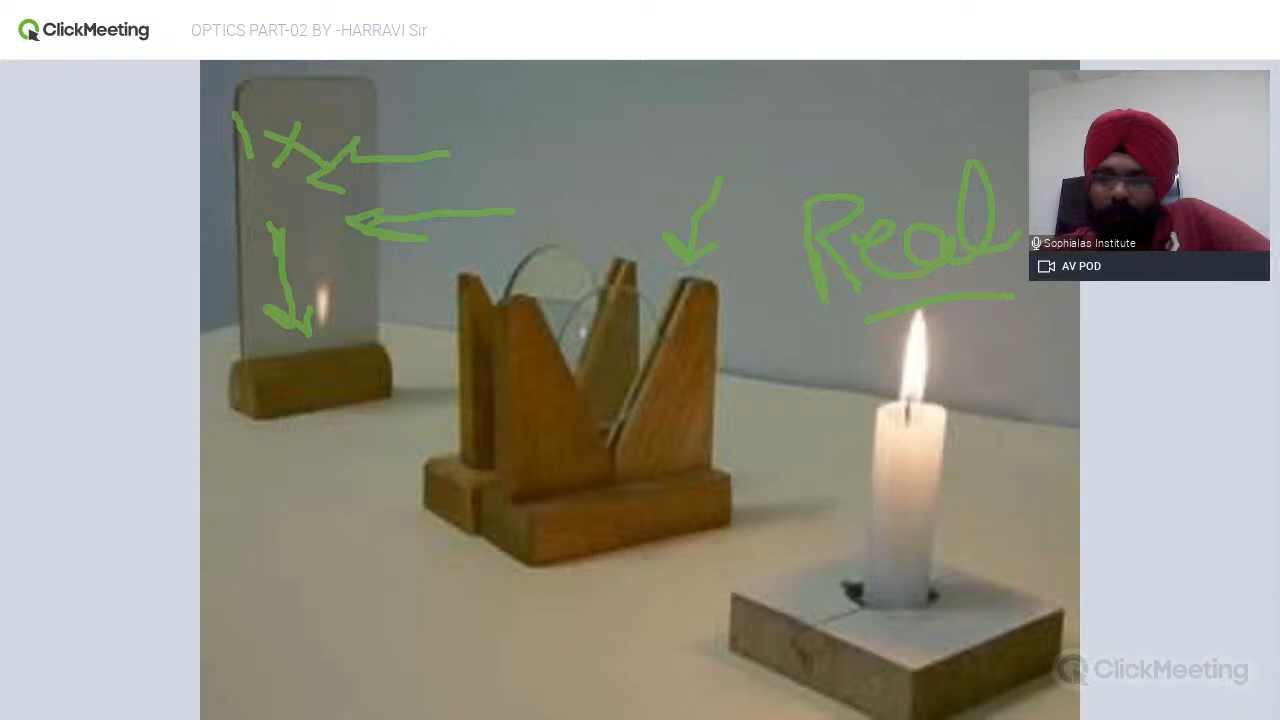 ClickMeeting
OPTICS PART-02 BY -HARRAVI Sir
Real
Sophialas Institute
AV POD
ClickMeeting